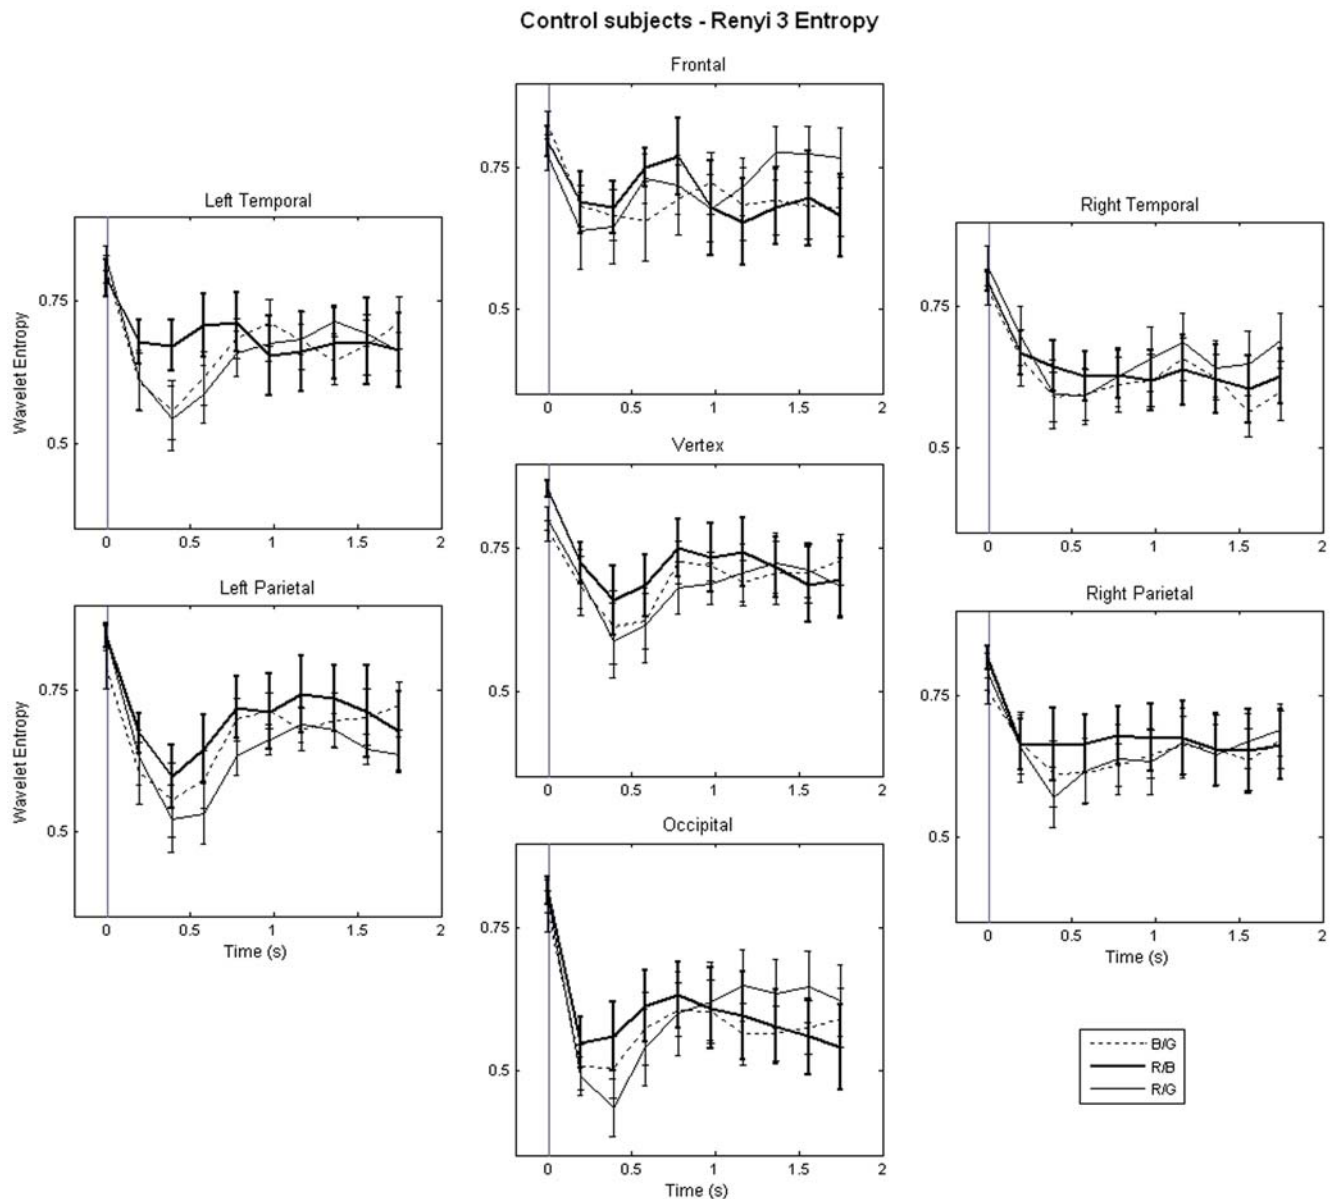 Control subjects - Renyi 3 Entropy
Frontal
0.75
0.5
0 0.5 1 1.5 2
Left Temporal
Wavelet Entropy
0.75
0.5
0 0.5 1 1.5 2
Right Temporal
0.75
0.5
0 0.5 1 1.5 2
Vertex
0.75
0.5
0 0.5 1 1.5 2
Left Parietal
Wavelet Entropy
0.75
0.5
0 0.5 1 1.5 2
Time (s)
Right Parietal
0.75
0.5
0 0.5 1 1.5 2
Time (s)
Occipital
0.75
0.5
0 0.5 1 1.5 2
Time (s)
B/G
R/B
R/G